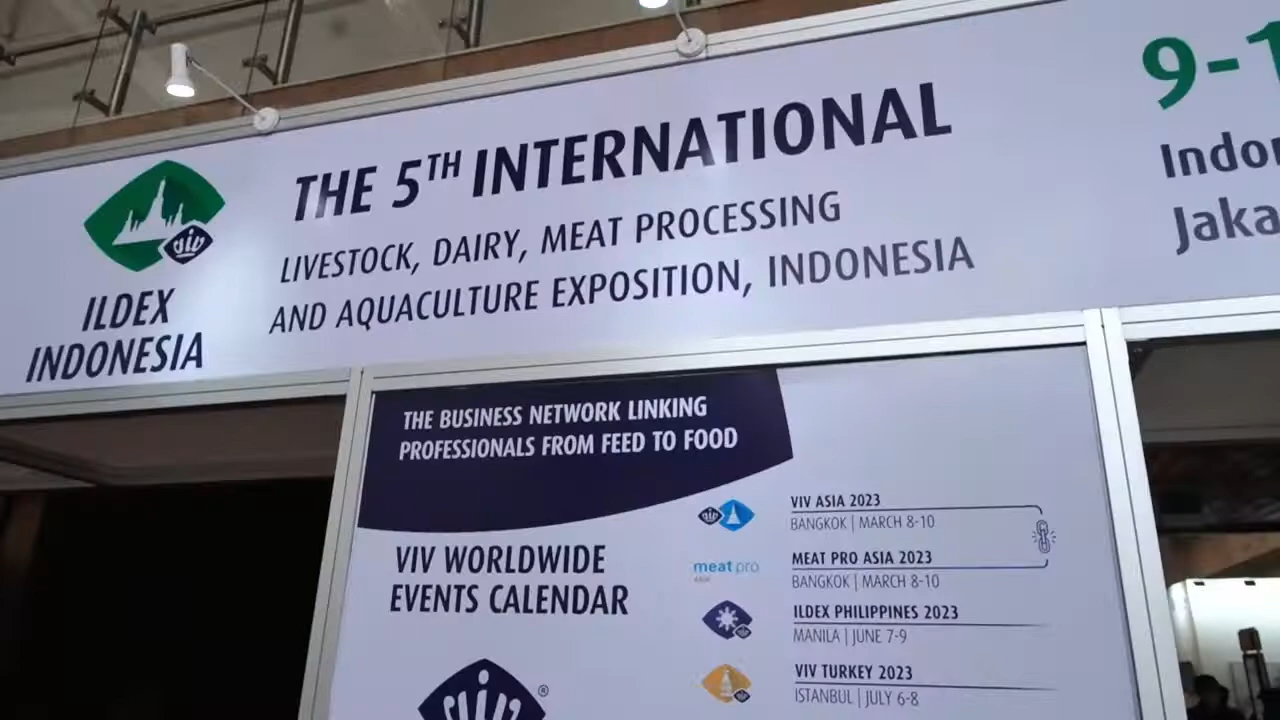 THE 5TH INTERNATIONAL
LIVESTOCK, DAIRY, MEAT PROCESSING
AND AQUACULTURE EXPOSITION, INDONESIA
viv
ILDEX
INDONESIA
9-1
Indo
Jaka
THE BUSINESS NETWORK LINKING
PROFESSIONALS FROM FEED TO FOOD
VIV WORLDWIDE
EVENTS CALENDAR
viv ®
VIV ASIA 2023
BANGKOK | MARCH 8-10
meat pro
MEAT PRO ASIA 2023
BANGKOK | MARCH 8-10
ILDEX PHILIPPINES 2023
MANILA | JUNE 7-9
VIV TURKEY 2023
ISTANBUL | JULY 6-8